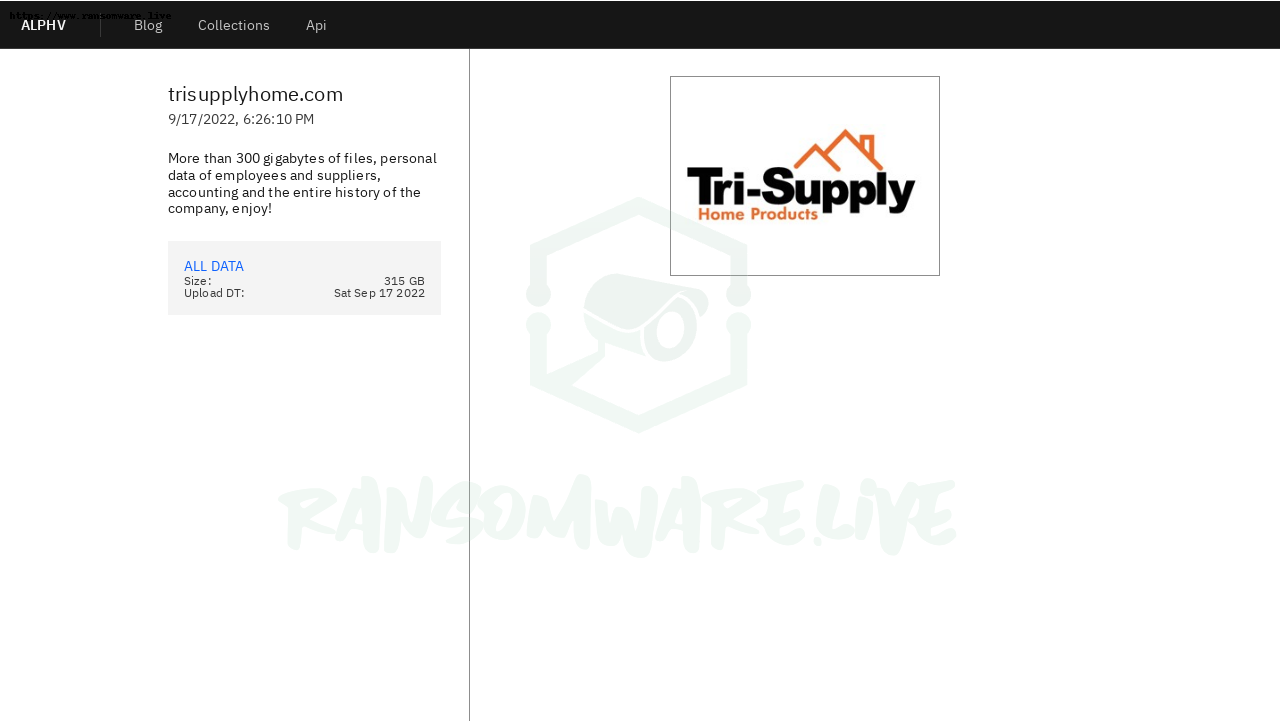 https://www.ransomware.live
ALPHV
Blog
Collections
Api
trisupplyhome.com
9/17/2022, 6:26:10 PM
More than 300 gigabytes of files, personal
data of employees and suppliers,
accounting and the entire history of the
company, enjoy!
ALL DATA
Size: 315 GB
Upload DT: Sat Sep 17 2022
Tri-Supply
Home Products
RANSOMWARE.LiVE